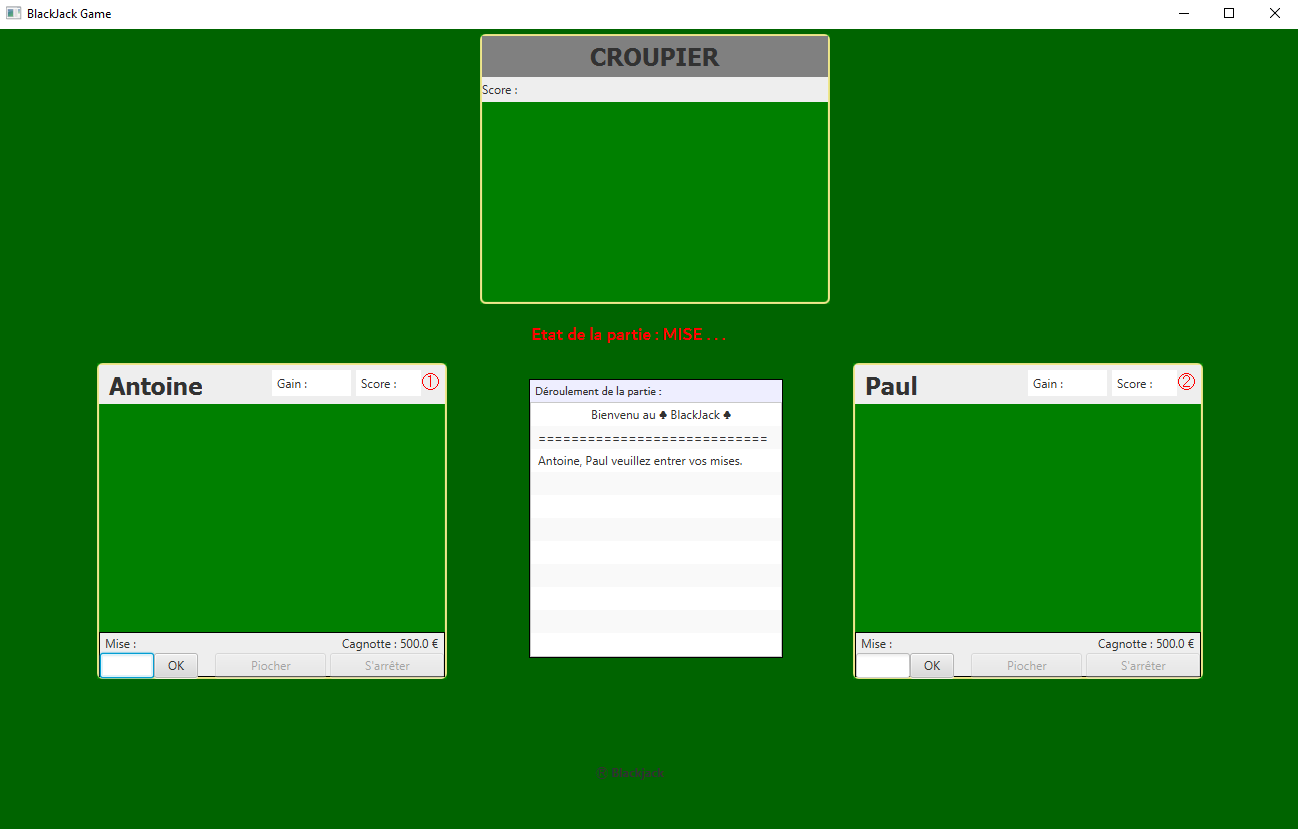 BlackJack Game
CROUPIER
Score :
Etat de la partie : MISE . . .
Antoine
Gain :
Score :
①
Déroulement de la partie :
Bienvenu au ♣ BlackJack ♣
============================
Antoine, Paul veuillez entrer vos mises.
Paul
Gain :
Score :
②
Mise :
Cagnotte : 500.0 €
OK
Piocher
S'arrêter
Mise :
Cagnotte : 500.0 €
OK
Piocher
S'arrêter
Blackjack